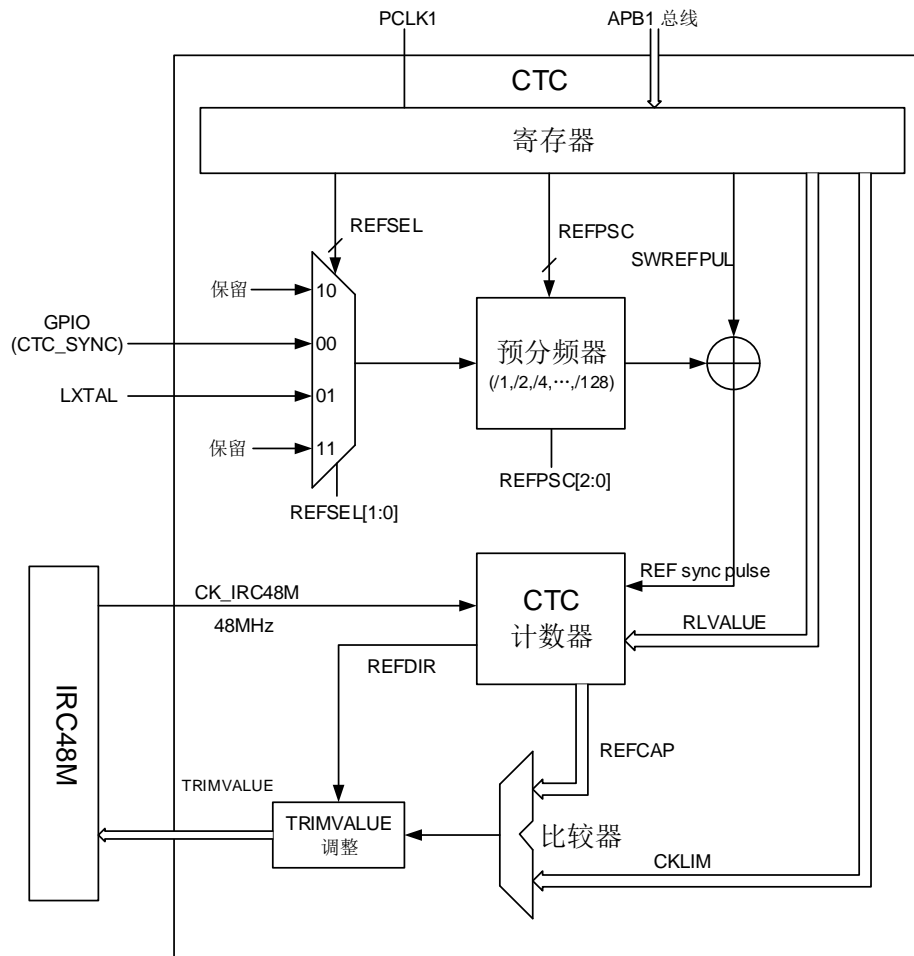 PCLK1
APB1 总线
CTC
寄存器
REFSEL
REFPSC
SWREFPUL
保留
10
GPIO
(CTC_SYNC)
00
预分频器
(/1,/2,/4,⋯,/128)
LXTAL
01
保留
11
REFPSC[2:0]
REFSEL[1:0]
CK_IRC48M
48MHz
CTC
计数器
REF sync pulse
RLVALUE
REFDIR
IRC48M
REFCAP
TRIMVALUE
TRIMVALUE
调整
比较器
CKLIM